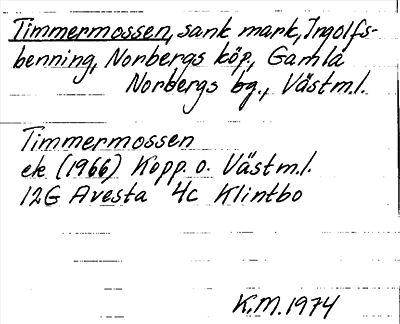 Timmermossen, sank mark, Ingolfs-
benning, Norbergs köp., Gamla
Norbergs bg., Västm.l.
Timmermossen
ek (1966) Kopp. o. Västm.l.
12G Avesta 4c Klintbo
K.M. 1974